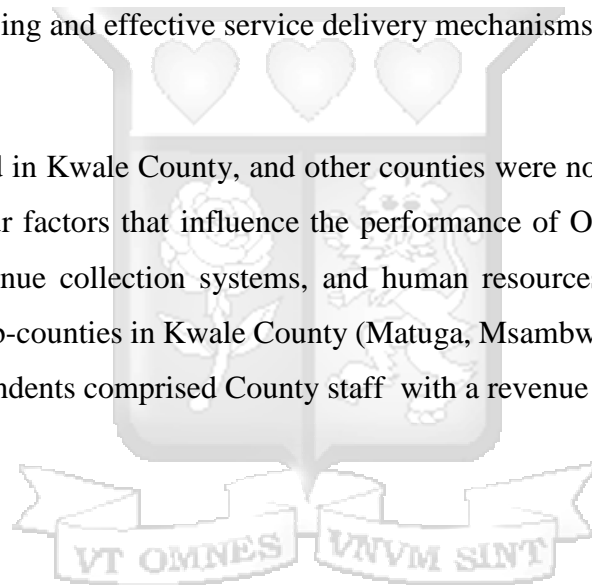 ing and effective service delivery mechanisms
in Kwale County, and other counties were no
r factors that influence the performance of O
nue collection systems, and human resources
-counties in Kwale County (Matuga, Msambw
ndents comprised County staff with a revenue
VT OMNES VNVM SINT